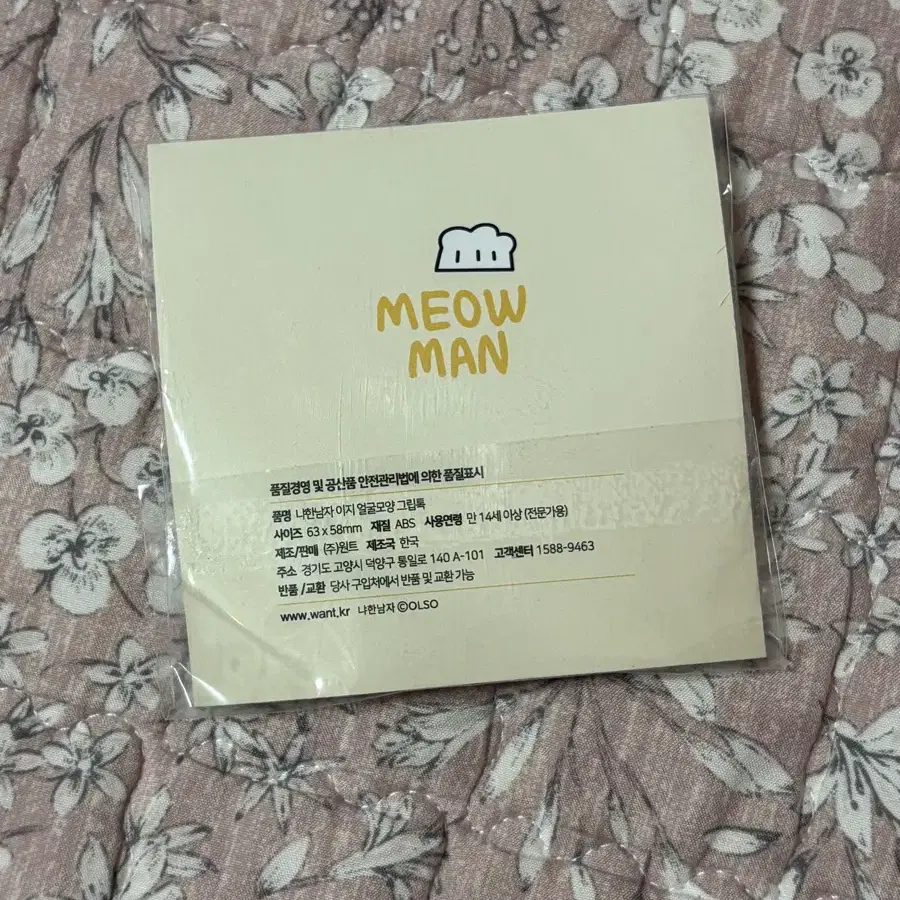 MEOW
MAN
품질경영 및 공산품 안전관리법에 의한 품질표시
품명 냐한남자 이지 얼굴모양 그립톡
사이즈 63 x 58mm 재질 ABS 사용연령 만 14세 이상 (전문가용)
제조/판매 (주)원트 제조국 한국
주소 경기도 고양시 덕양구 통일로 140 A-101 고객센터 1588-9463
반품 /교환 당사 구입처에서 반품 및 교환 가능
www.want.kr 냐한남자 ©OLSO